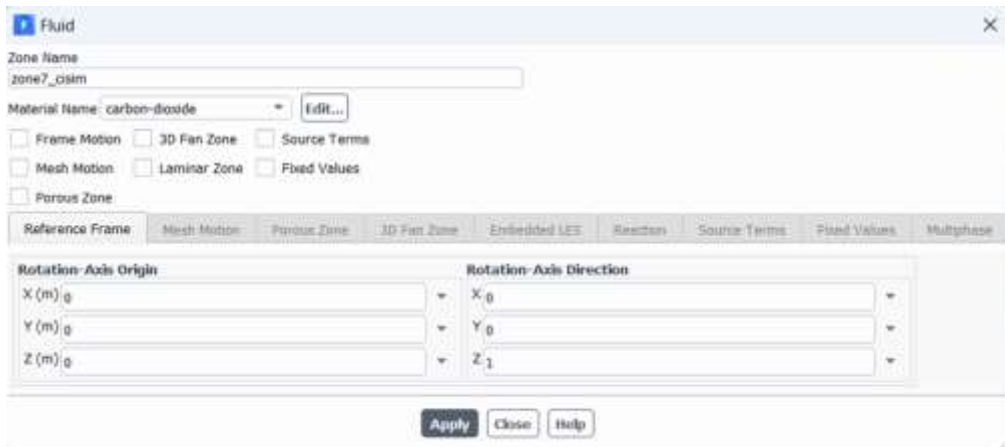 Fluid
Zone Name
zone7_cisim
Material Name carbon-dioxide Edit...
Frame Motion 3D Fan Zone Source Terms
Mesh Motion Laminar Zone Fixed Values
Porous Zone
Reference Frame Mesh Motion Porous Zone 3D Fan Zone Embedded LES Reaction Source Terms Fixed Values Multiphase
Rotation-Axis Origin Rotation-Axis Direction
X (m) 0 X 0
Y (m) 0 Y 0
Z (m) 0 Z 1
Apply Close Help